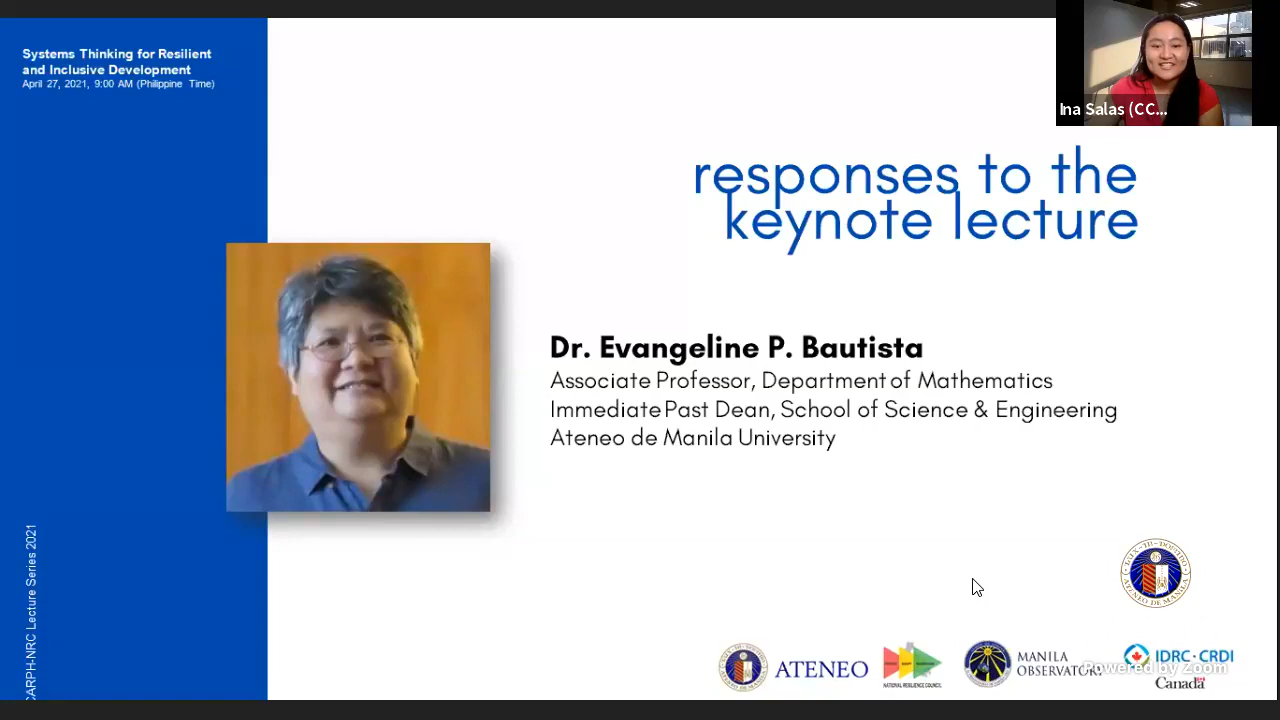 Systems Thinking for Resilient
and Inclusive Development
April 27, 2021, 9:00 AM (Philippine Time)
Ina Salas (CC...
responses to the
keynote lecture
Dr. Evangeline P. Bautista
Associate Professor, Department of Mathematics
Immediate Past Dean, School of Science & Engineering
Ateneo de Manila University
CARPH-NRC Lecture Series 2021
ATENEO DE MANILA
ATENEO
NATIONAL RESILIENCE COUNCIL
MANILA
OBSERVATORY
IDRC · CRDI
Powered by Zoom
Canada